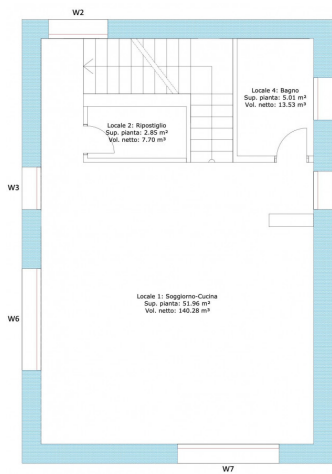 W2
Locale 4: Bagno
Sup. pianta: 5.01 m²
Vol. netto: 13.53 m³
Locale 2: Ripostiglio
Sup. pianta: 2.85 m²
Vol. netto: 7.70 m³
W3
Locale 1: Soggiorno-Cucina
Sup. pianta: 51.96 m²
Vol. netto: 140.28 m³
W6
W7